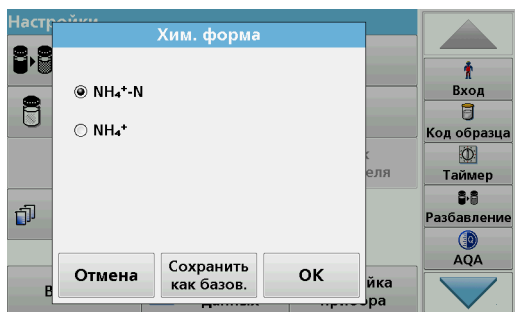 Настройки
Хим. форма
NH₄⁺-N
NH₄⁺
Отмена
Сохранить
как базов.
OK
Вход
Код образца
Таймер
Разбавление
AQA